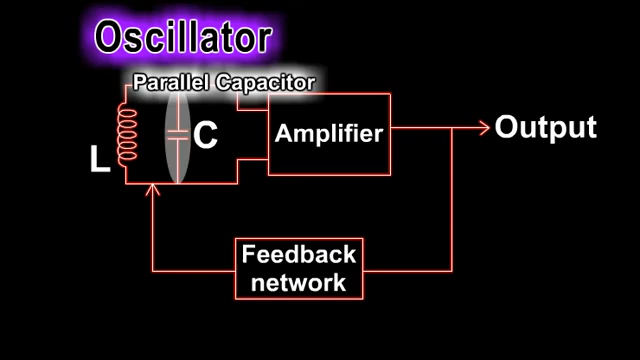 Oscillator
Parallel Capacitor
L
C
Amplifier
Output
Feedback
network